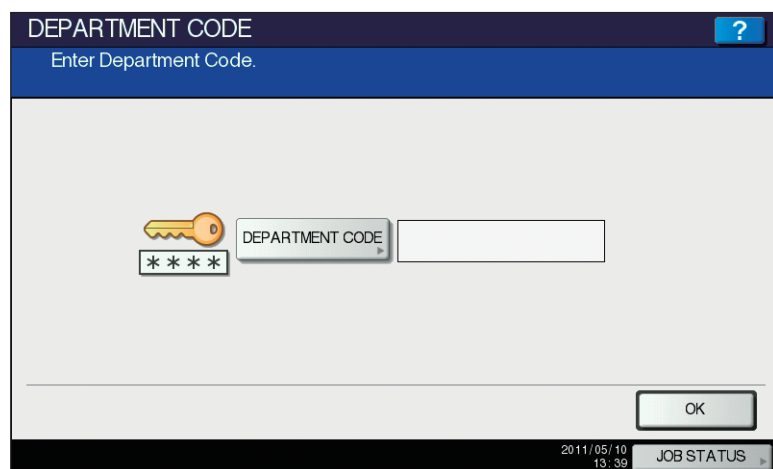 DEPARTMENT CODE
?
Enter Department Code.
DEPARTMENT CODE
****
OK
2011/05/10
13:39
JOB STATUS